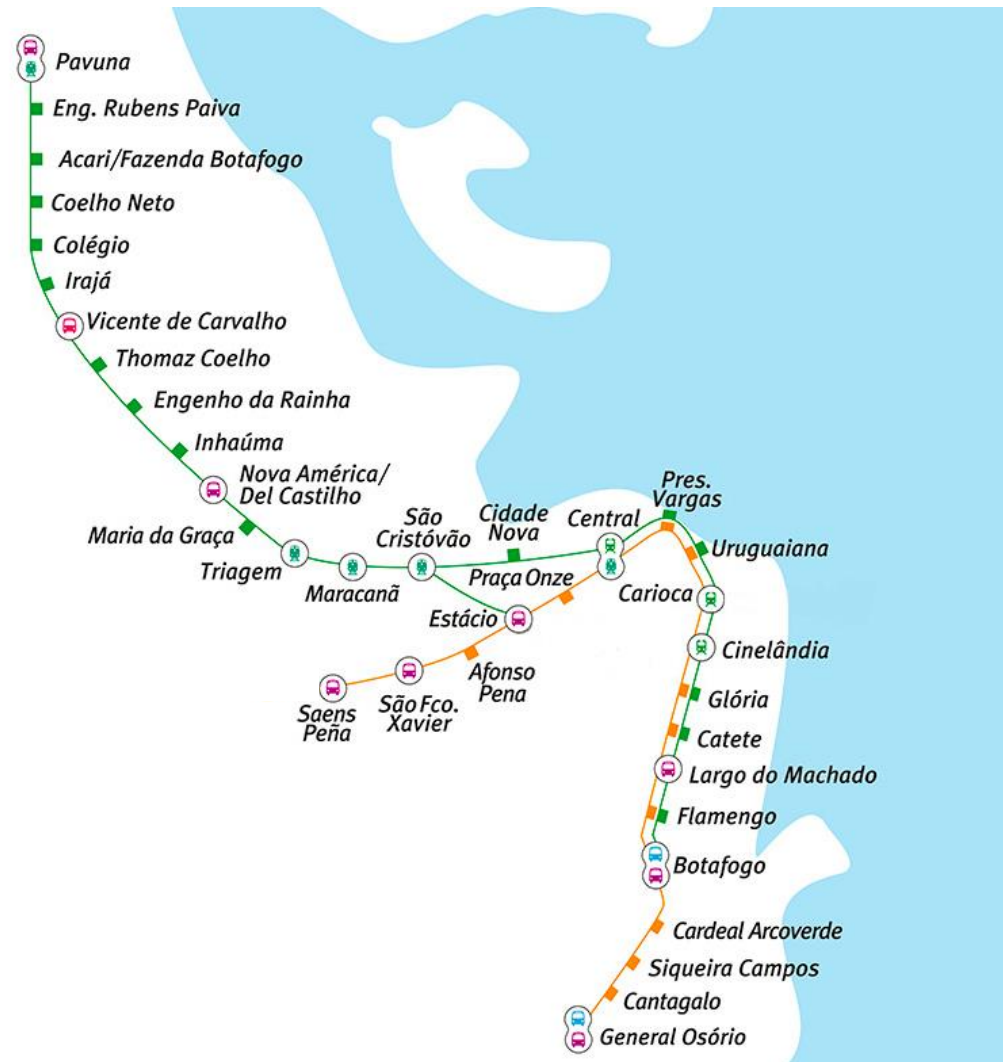 Pavuna
Eng. Rubens Paiva
Acari/Fazenda Botafogo
Coelho Neto
Colégio
Irajá
Vicente de Carvalho
Thomaz Coelho
Engenho da Rainha
Inhaúma
Nova América/
Del Castilho
Maria da Graça
Triagem
Maracanã
São
Cristóvão
Cidade
Nova
Central
Pres.
Vargas
Uruguaiana
Praça Onze
Carioca
Estácio
Cinelândia
Afonso
Pena
São Fco.
Xavier
Saens
Peña
Glória
Catete
Largo do Machado
Flamengo
Botafogo
Cardeal Arcoverde
Siqueira Campos
Cantagalo
General Osório